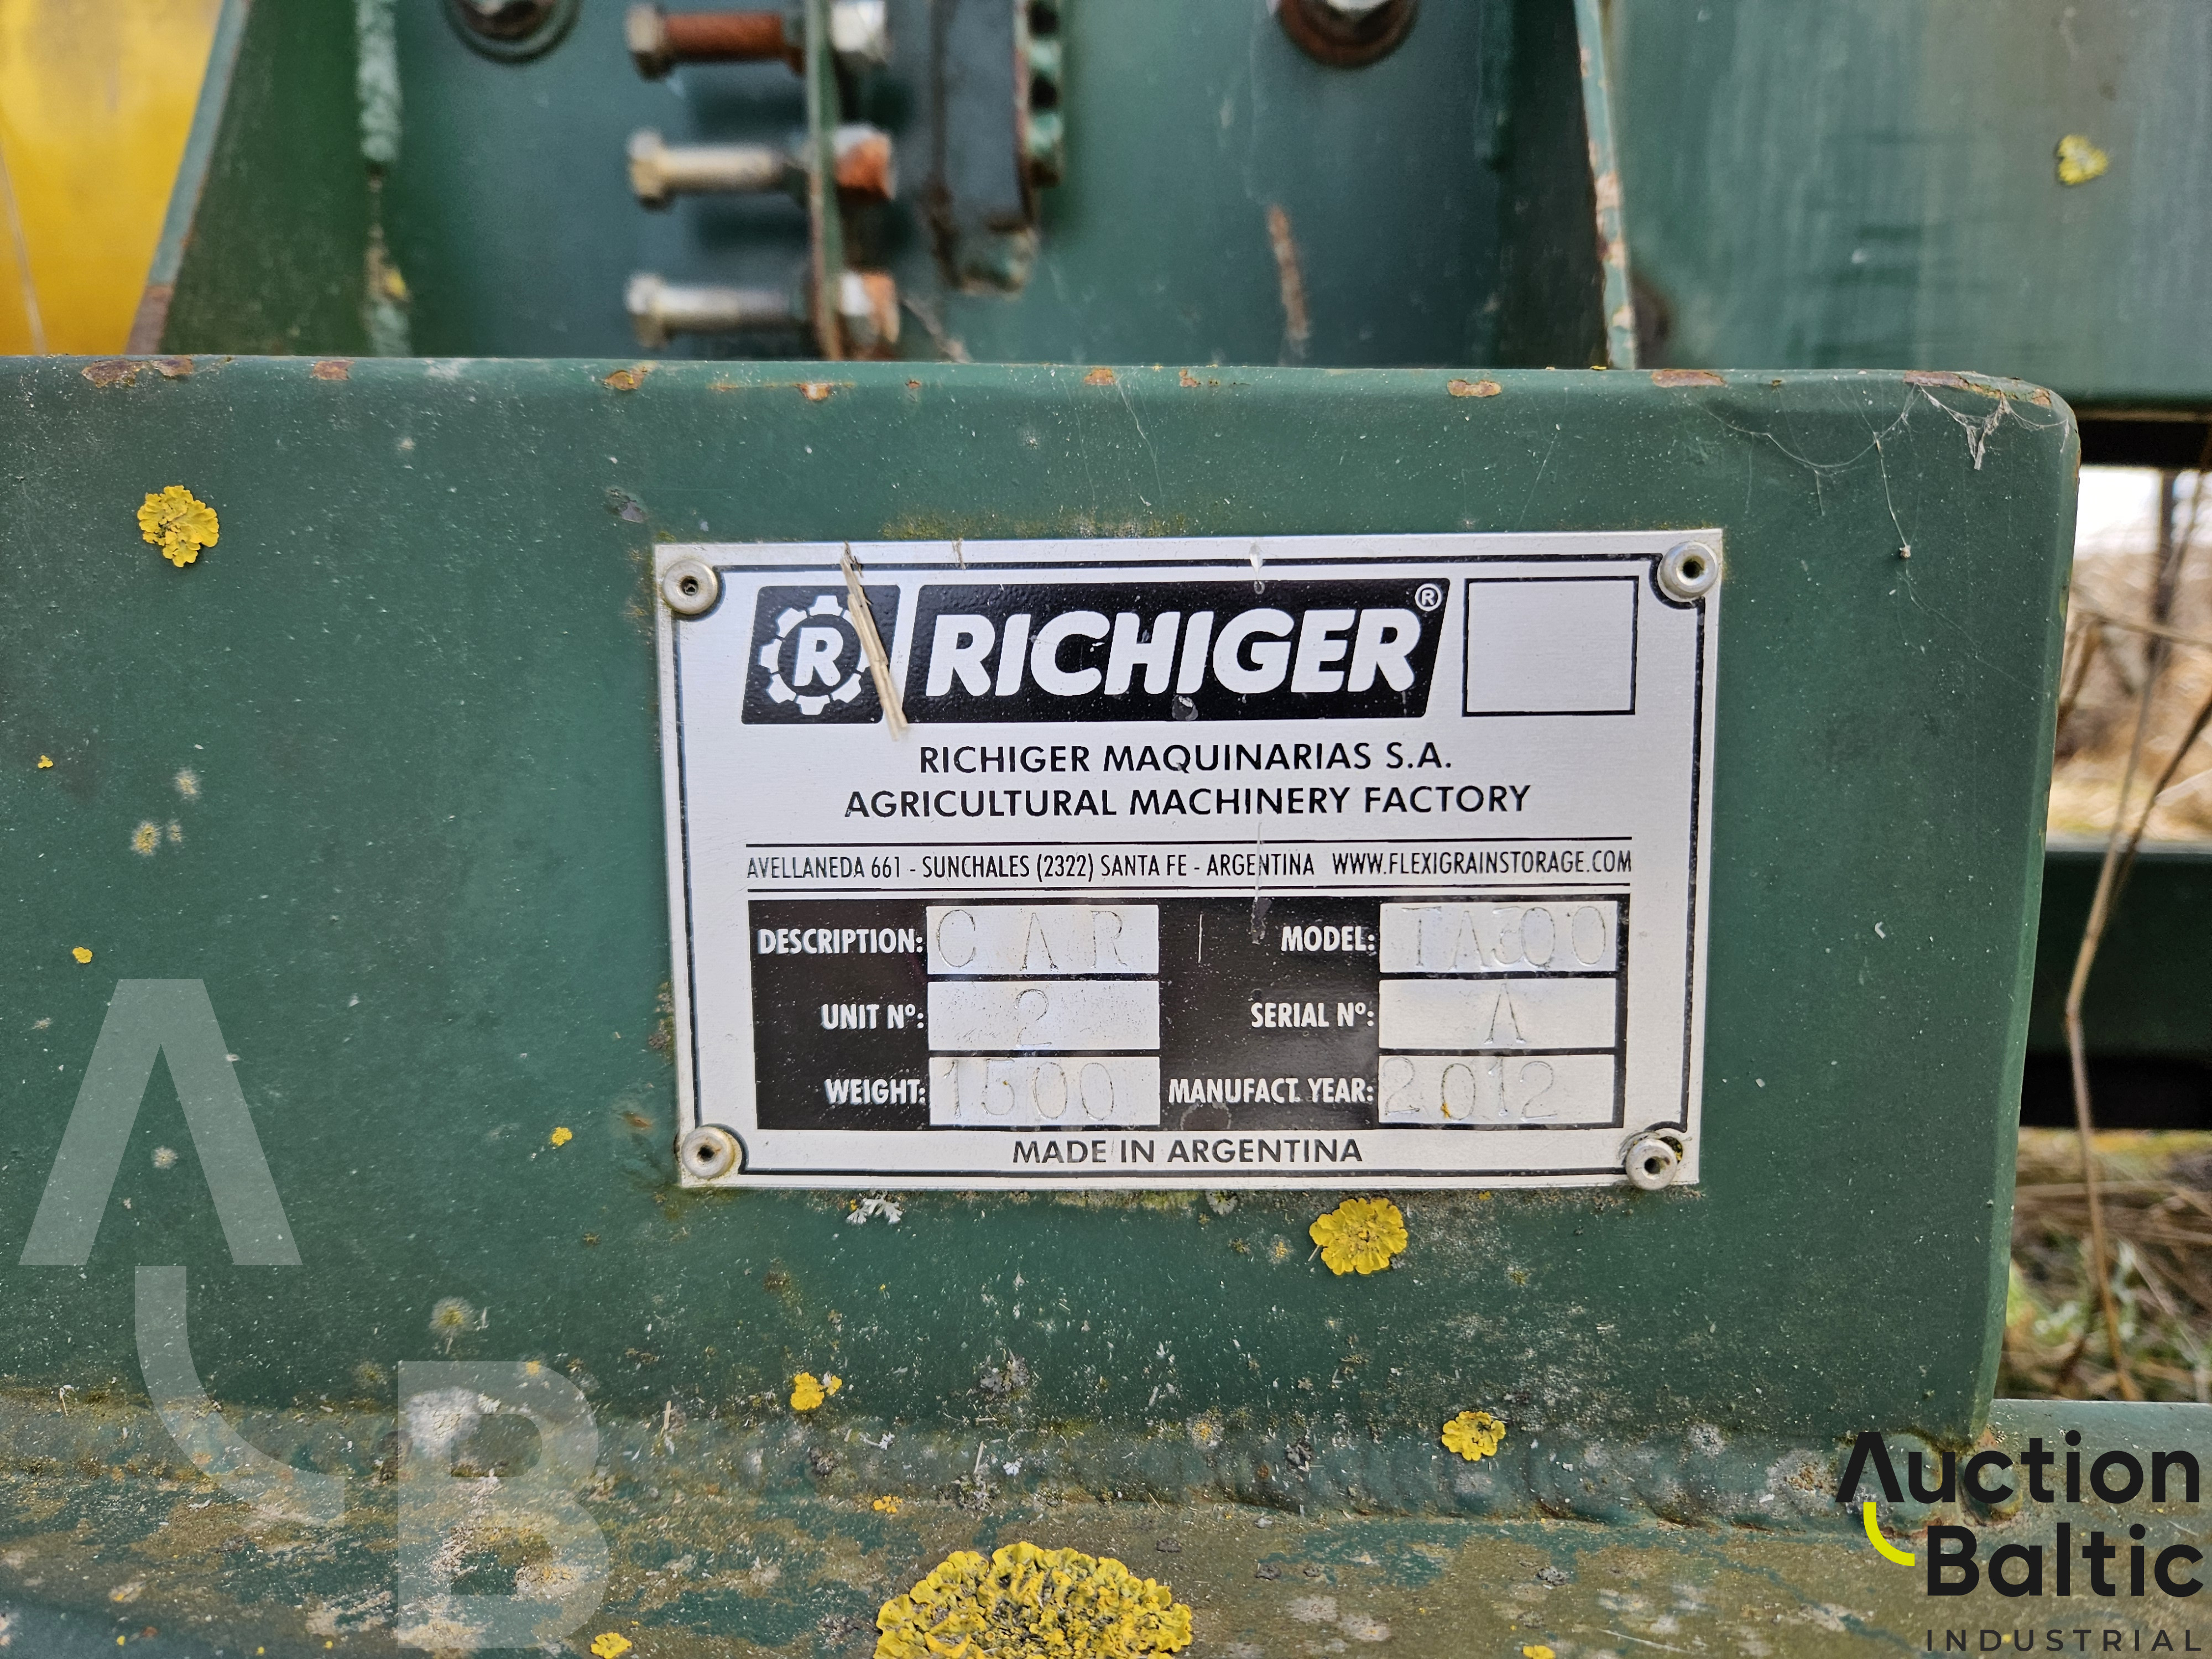 R RICHIGER®
RICHIGER MAQUINARIAS S.A.
AGRICULTURAL MACHINERY FACTORY
AVELLANEDA 661 - SUNCHALES (2322) SANTA FE - ARGENTINA WWW.FLEXIGRAINSTORAGE.COM
DESCRIPTION: CAR MODEL: TA300
UNIT Nº: 2 SERIAL Nº: A
WEIGHT: 1500 MANUFACT. YEAR: 2012
MADE IN ARGENTINA
AB
Auction
Baltic
INDUSTRIAL